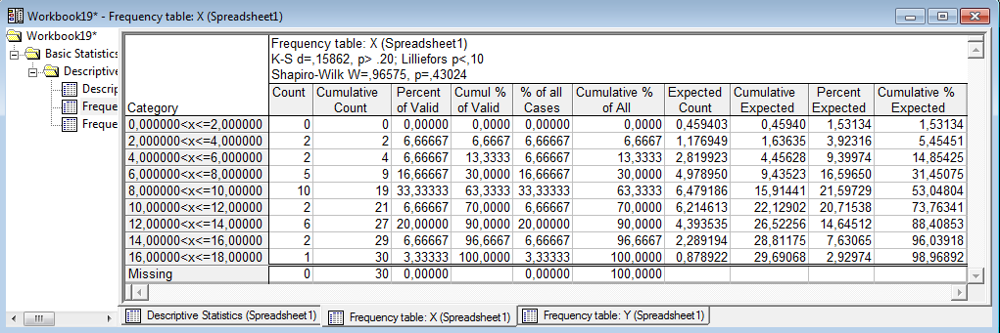 Workbook19* - Frequency table: X (Spreadsheet1)
Workbook19*
Basic Statistics
Descriptive
Descrip
Freque
Freque
Frequency table: X (Spreadsheet1)
K-S d=,15862, p> .20; Lilliefors p<,10
Shapiro-Wilk W=,96575, p=,43024
Category Count Cumulative Count Percent of Valid Cumul % of Valid % of all Cases Cumulative % of All Expected Count Cumulative Expected Percent Expected Cumulative % Expected
0,000000<x<=2,000000 0 0 0,00000 0,0000 0,00000 0,0000 0,459403 0,45940 1,53134 1,53134
2,000000<x<=4,000000 2 2 6,66667 6,6667 6,66667 6,6667 1,176949 1,63635 3,92316 5,45451
4,000000<x<=6,000000 2 4 6,66667 13,3333 6,66667 13,3333 2,819923 4,45628 9,39974 14,85425
6,000000<x<=8,000000 5 9 16,66667 30,0000 16,66667 30,0000 4,978950 9,43523 16,59650 31,45075
8,000000<x<=10,00000 10 19 33,33333 63,3333 33,33333 63,3333 6,479186 15,91441 21,59729 53,04804
10,00000<x<=12,00000 2 21 6,66667 70,0000 6,66667 70,0000 6,214613 22,12902 20,71538 73,76341
12,00000<x<=14,00000 6 27 20,00000 90,0000 20,00000 90,0000 4,393535 26,52256 14,64512 88,40853
14,00000<x<=16,00000 2 29 6,66667 96,6667 6,66667 96,6667 2,289194 28,81175 7,63065 96,03918
16,00000<x<=18,00000 1 30 3,33333 100,0000 3,33333 100,0000 0,878922 29,69068 2,92974 98,96892
Missing 0 30 0,00000 0,00000 100,0000
Descriptive Statistics (Spreadsheet1) Frequency table: X (Spreadsheet1) Frequency table: Y (Spreadsheet1)